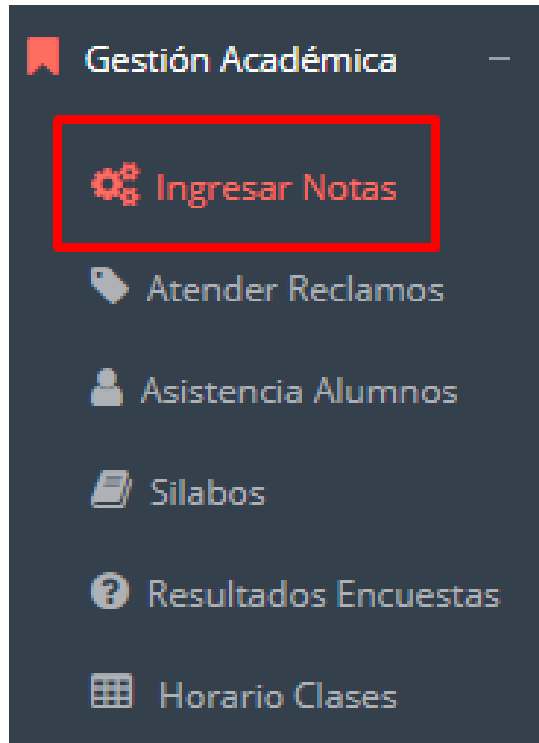 Gestión Académica
Ingresar Notas
Atender Reclamos
Asistencia Alumnos
Silabos
Resultados Encuestas
Horario Clases